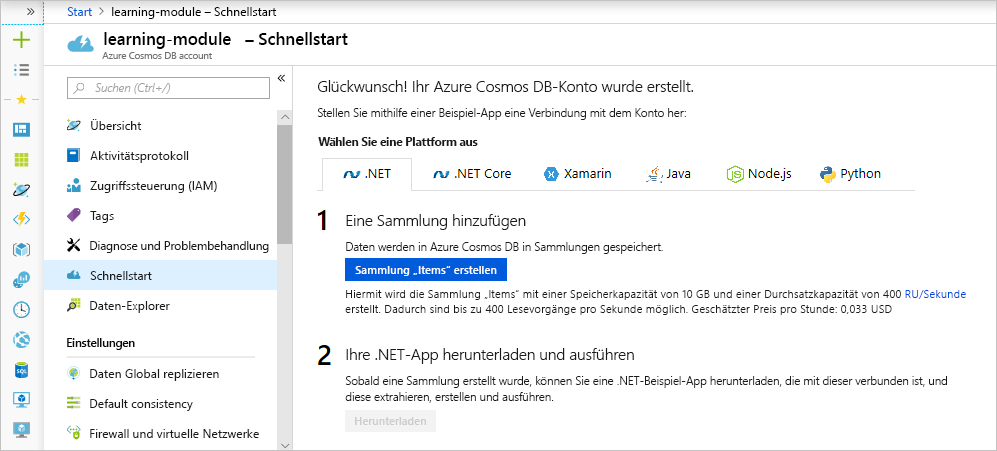 » Start > learning-module – Schnellstart
learning-module – Schnellstart
Azure Cosmos DB account
Suchen (Ctrl+/)
«
Übersicht
Aktivitätsprotokoll
Zugriffssteuerung (IAM)
Tags
Diagnose und Problembehandlung
Schnellstart
Daten-Explorer
Einstellungen
Daten Global replizieren
Default consistency
Firewall und virtuelle Netzwerke
SQL
Glückwunsch! Ihr Azure Cosmos DB-Konto wurde erstellt.
Stellen Sie mithilfe einer Beispiel-App eine Verbindung mit dem Konto her:
Wählen Sie eine Plattform aus
.NET .NET Core Xamarin Java Node.js Python
1 Eine Sammlung hinzufügen
Daten werden in Azure Cosmos DB in Sammlungen gespeichert.
Sammlung „Items“ erstellen
Hiermit wird die Sammlung „Items“ mit einer Speicherkapazität von 10 GB und einer Durchsatzkapazität von 400 RU/Sekunde
erstellt. Dadurch sind bis zu 400 Lesevorgänge pro Sekunde möglich. Geschätzter Preis pro Stunde: 0,033 USD
2 Ihre .NET-App herunterladen und ausführen
Sobald eine Sammlung erstellt wurde, können Sie eine .NET-Beispiel-App herunterladen, die mit dieser verbunden ist, und
diese extrahieren, erstellen und ausführen.
Herunterladen